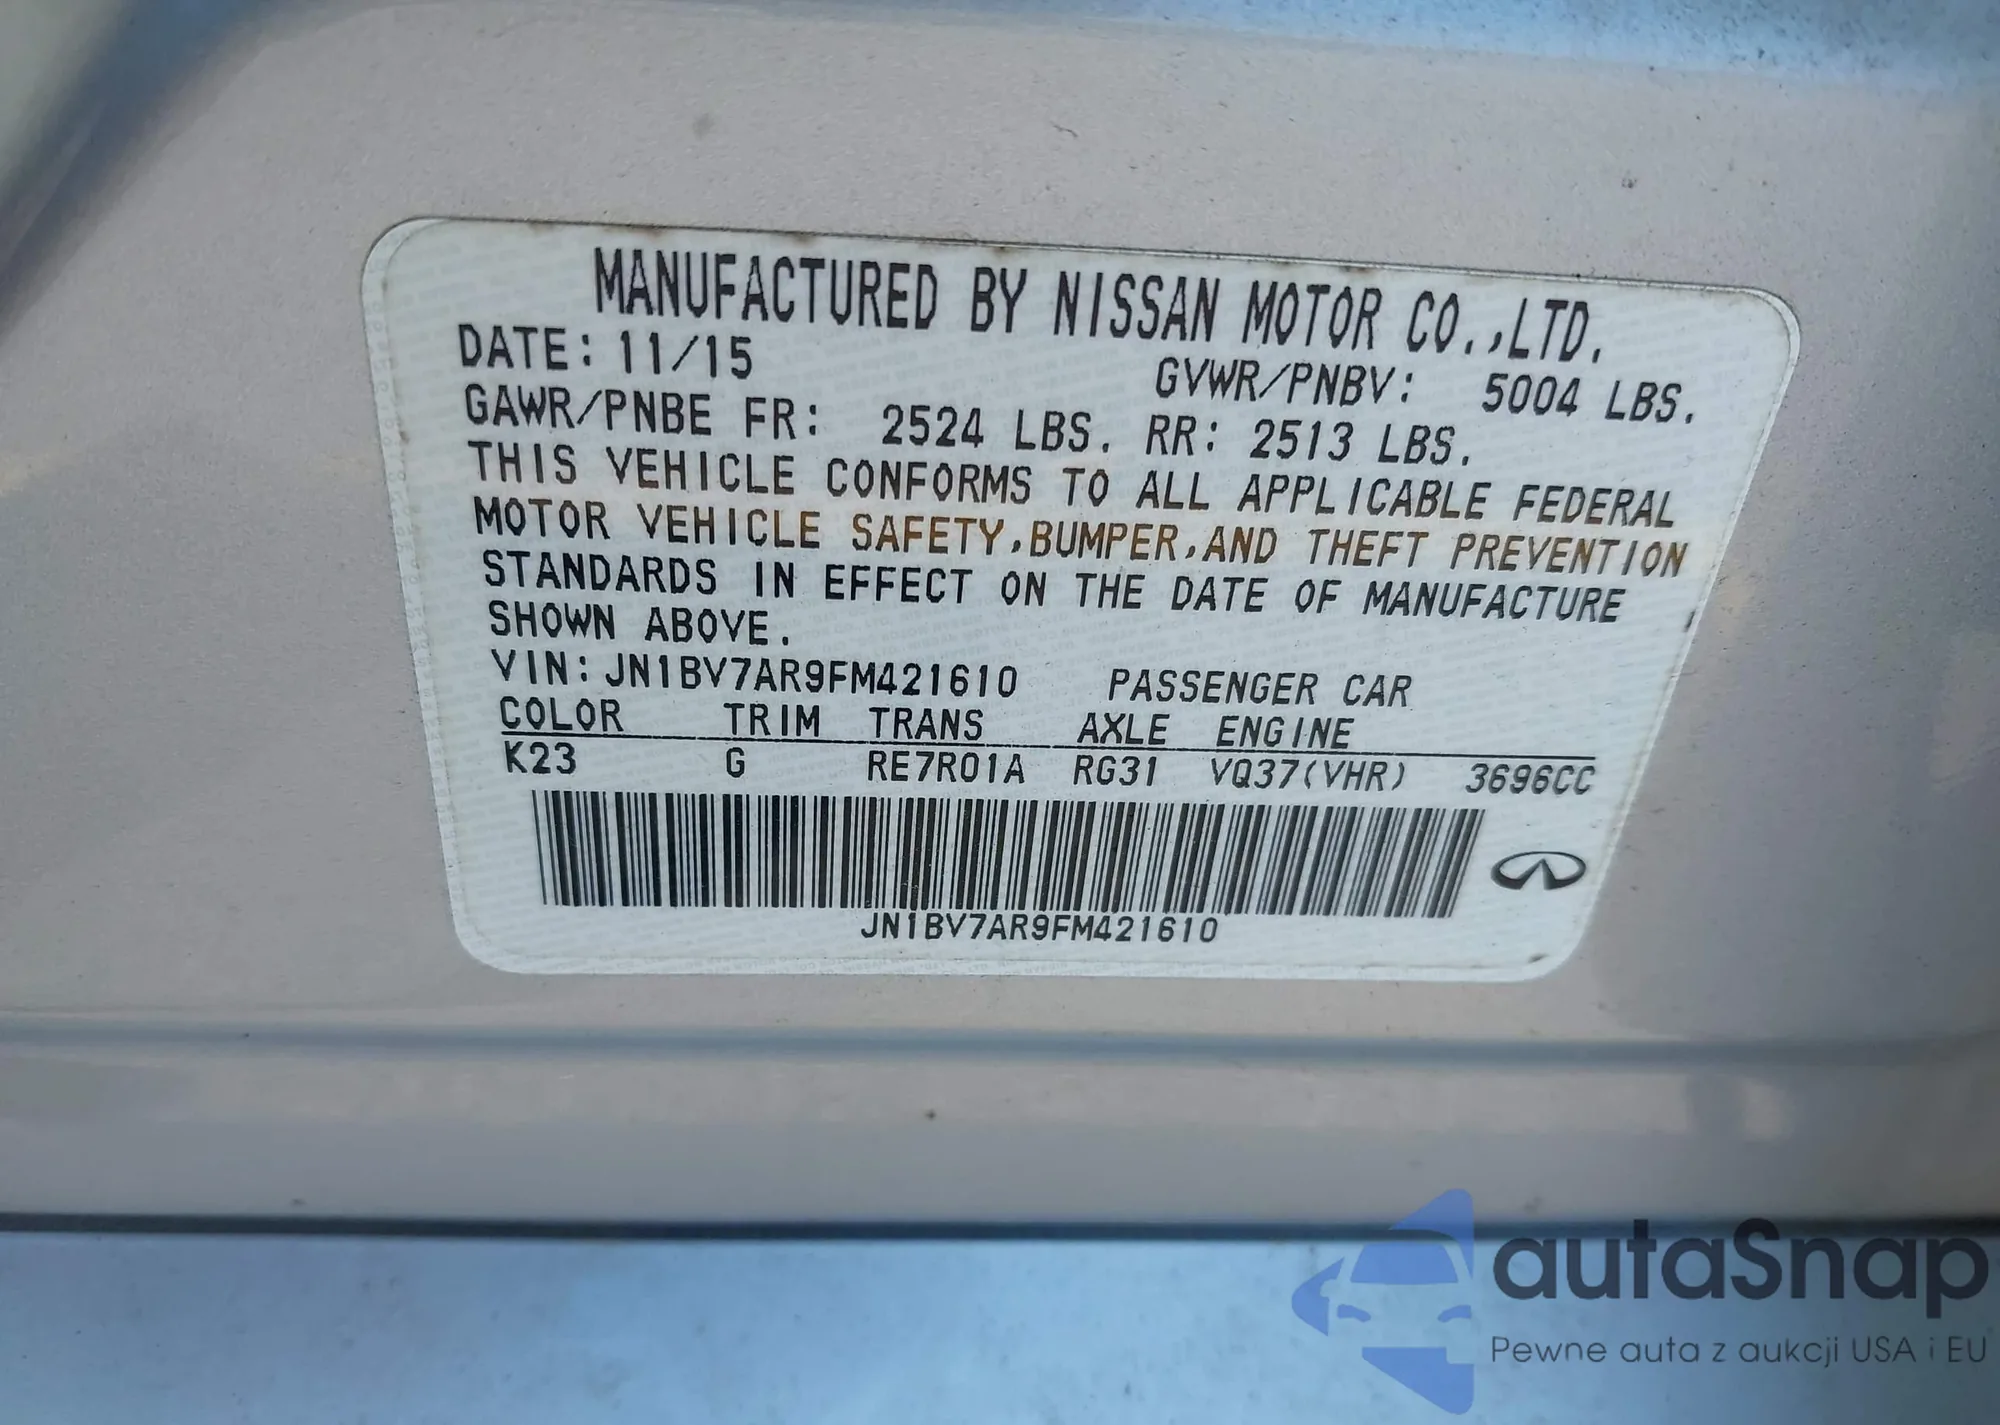 MANUFACTURED BY NISSAN MOTOR CO.,LTD.
DATE: 11/15 GVWR/PNBV: 5004 LBS.
GAWR/PNBE FR: 2524 LBS. RR: 2513 LBS.
THIS VEHICLE CONFORMS TO ALL APPLICABLE FEDERAL
MOTOR VEHICLE SAFETY,BUMPER,AND THEFT PREVENTION
STANDARDS IN EFFECT ON THE DATE OF MANUFACTURE
SHOWN ABOVE.
VIN:JN1BV7AR9FM421610 PASSENGER CAR
COLOR TRIM TRANS AXLE ENGINE
K23 G RE7R01A RG31 VQ37(VHR) 3696CC
JN1BV7AR9FM421610
autaSnap
Pewne auta z aukcji USA i EU